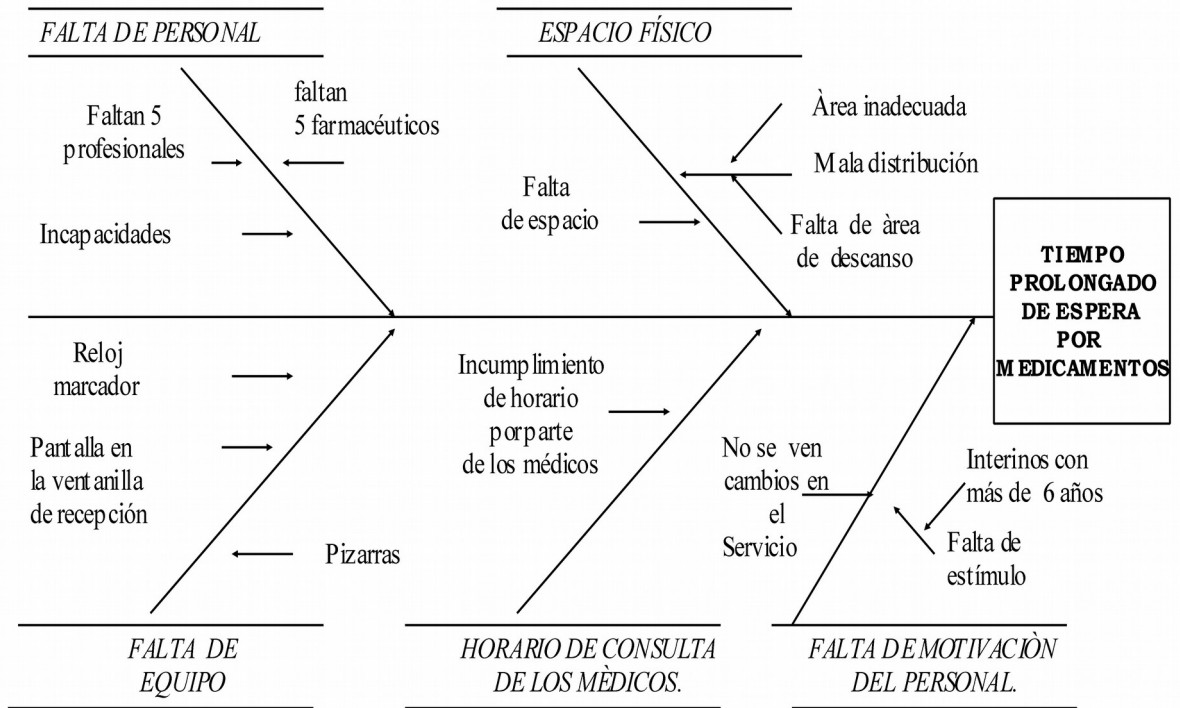 FALTA DE PERSONAL
ESPACIO FÍSICO
Faltan 5
profesionales
faltan
5 farmacéuticos
Incapacidades
Falta
de espacio
Àrea inadecuada
Mala distribución
Falta de àrea
de descanso
TIEMPO
PROLONGADO
DE ESPERA
POR
MEDICAMENTOS
Reloj
marcador
Pantalla en
la ventanilla
de recepción
Pizarras
Incumplimiento
de horario
porparte
de los médicos
No se ven
cambios en
el
Servicio
Interinos con
más de 6 años
Falta de
estímulo
FALTA DE
EQUIPO
HORARIO DE CONSULTA
DE LOS MÈDICOS.
FALTA DE MOTIVACIÒN
DEL PERSONAL.